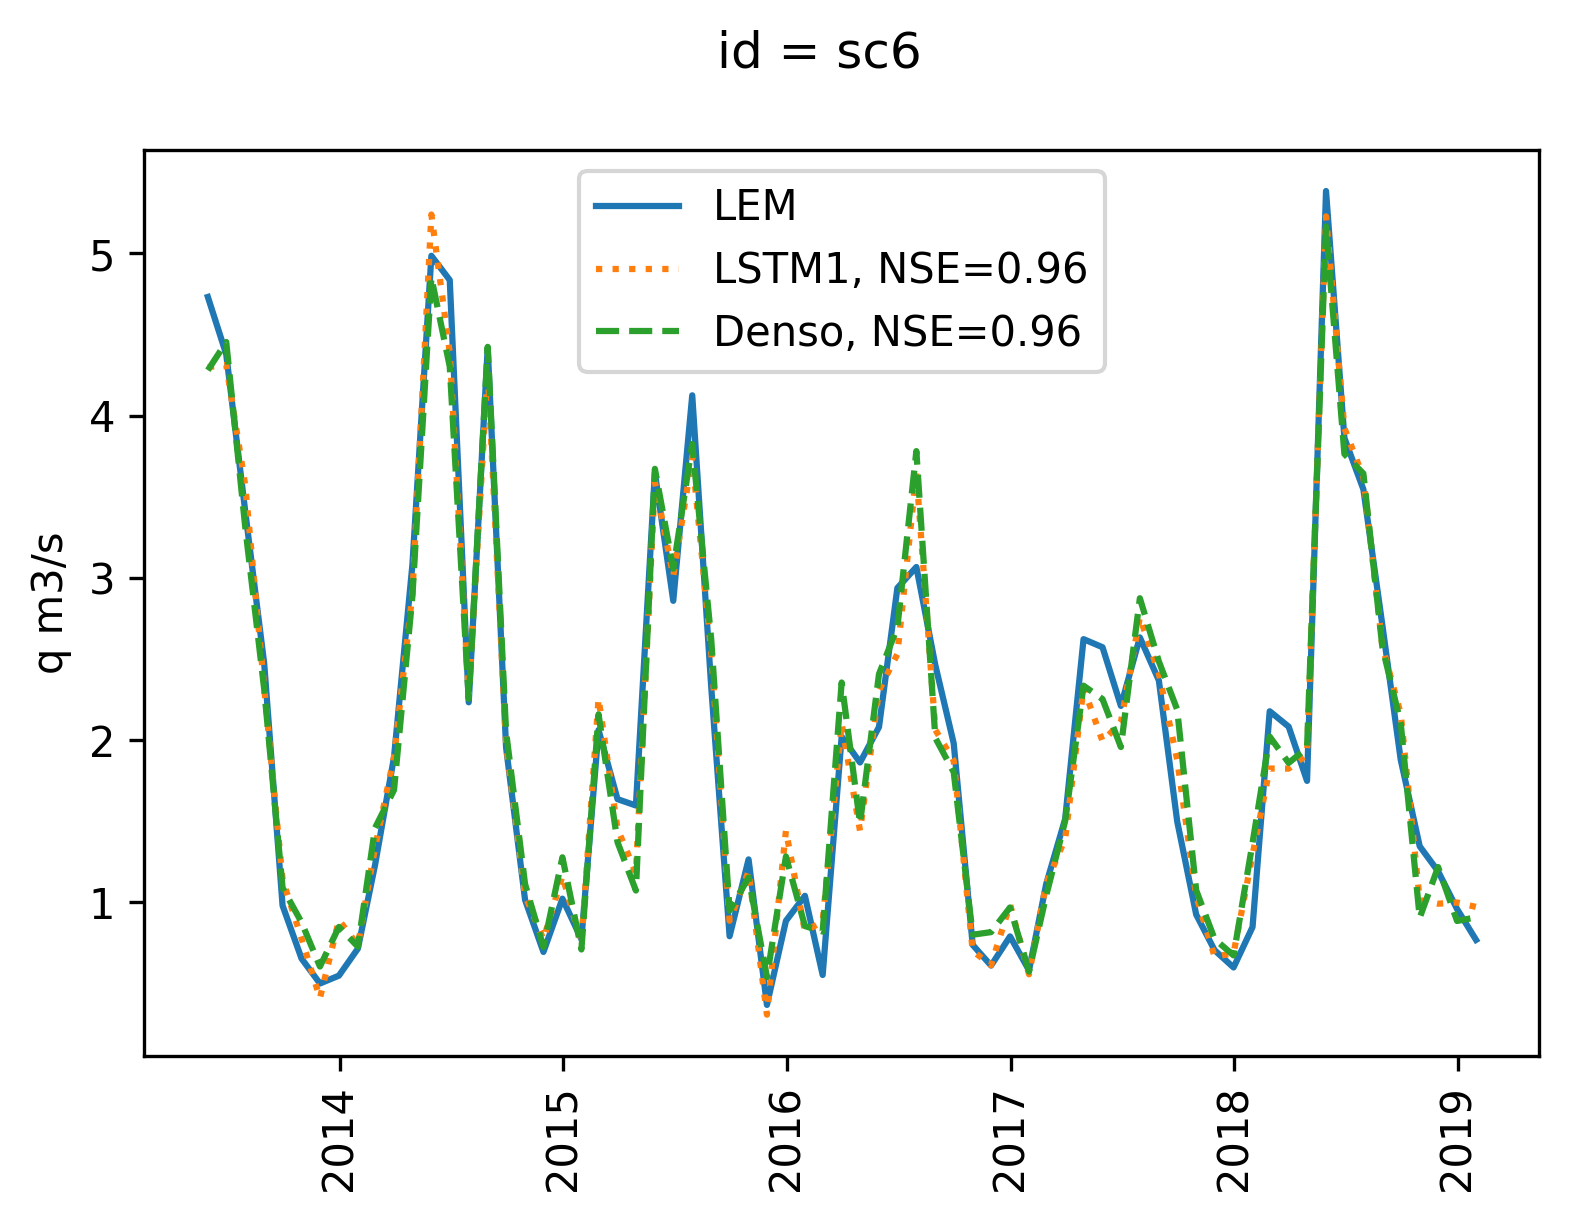 id = sc6
LEM
LSTM1, NSE=0.96
Denso, NSE=0.96
q m3/s
5
4
3
2
1
2014
2015
2016
2017
2018
2019